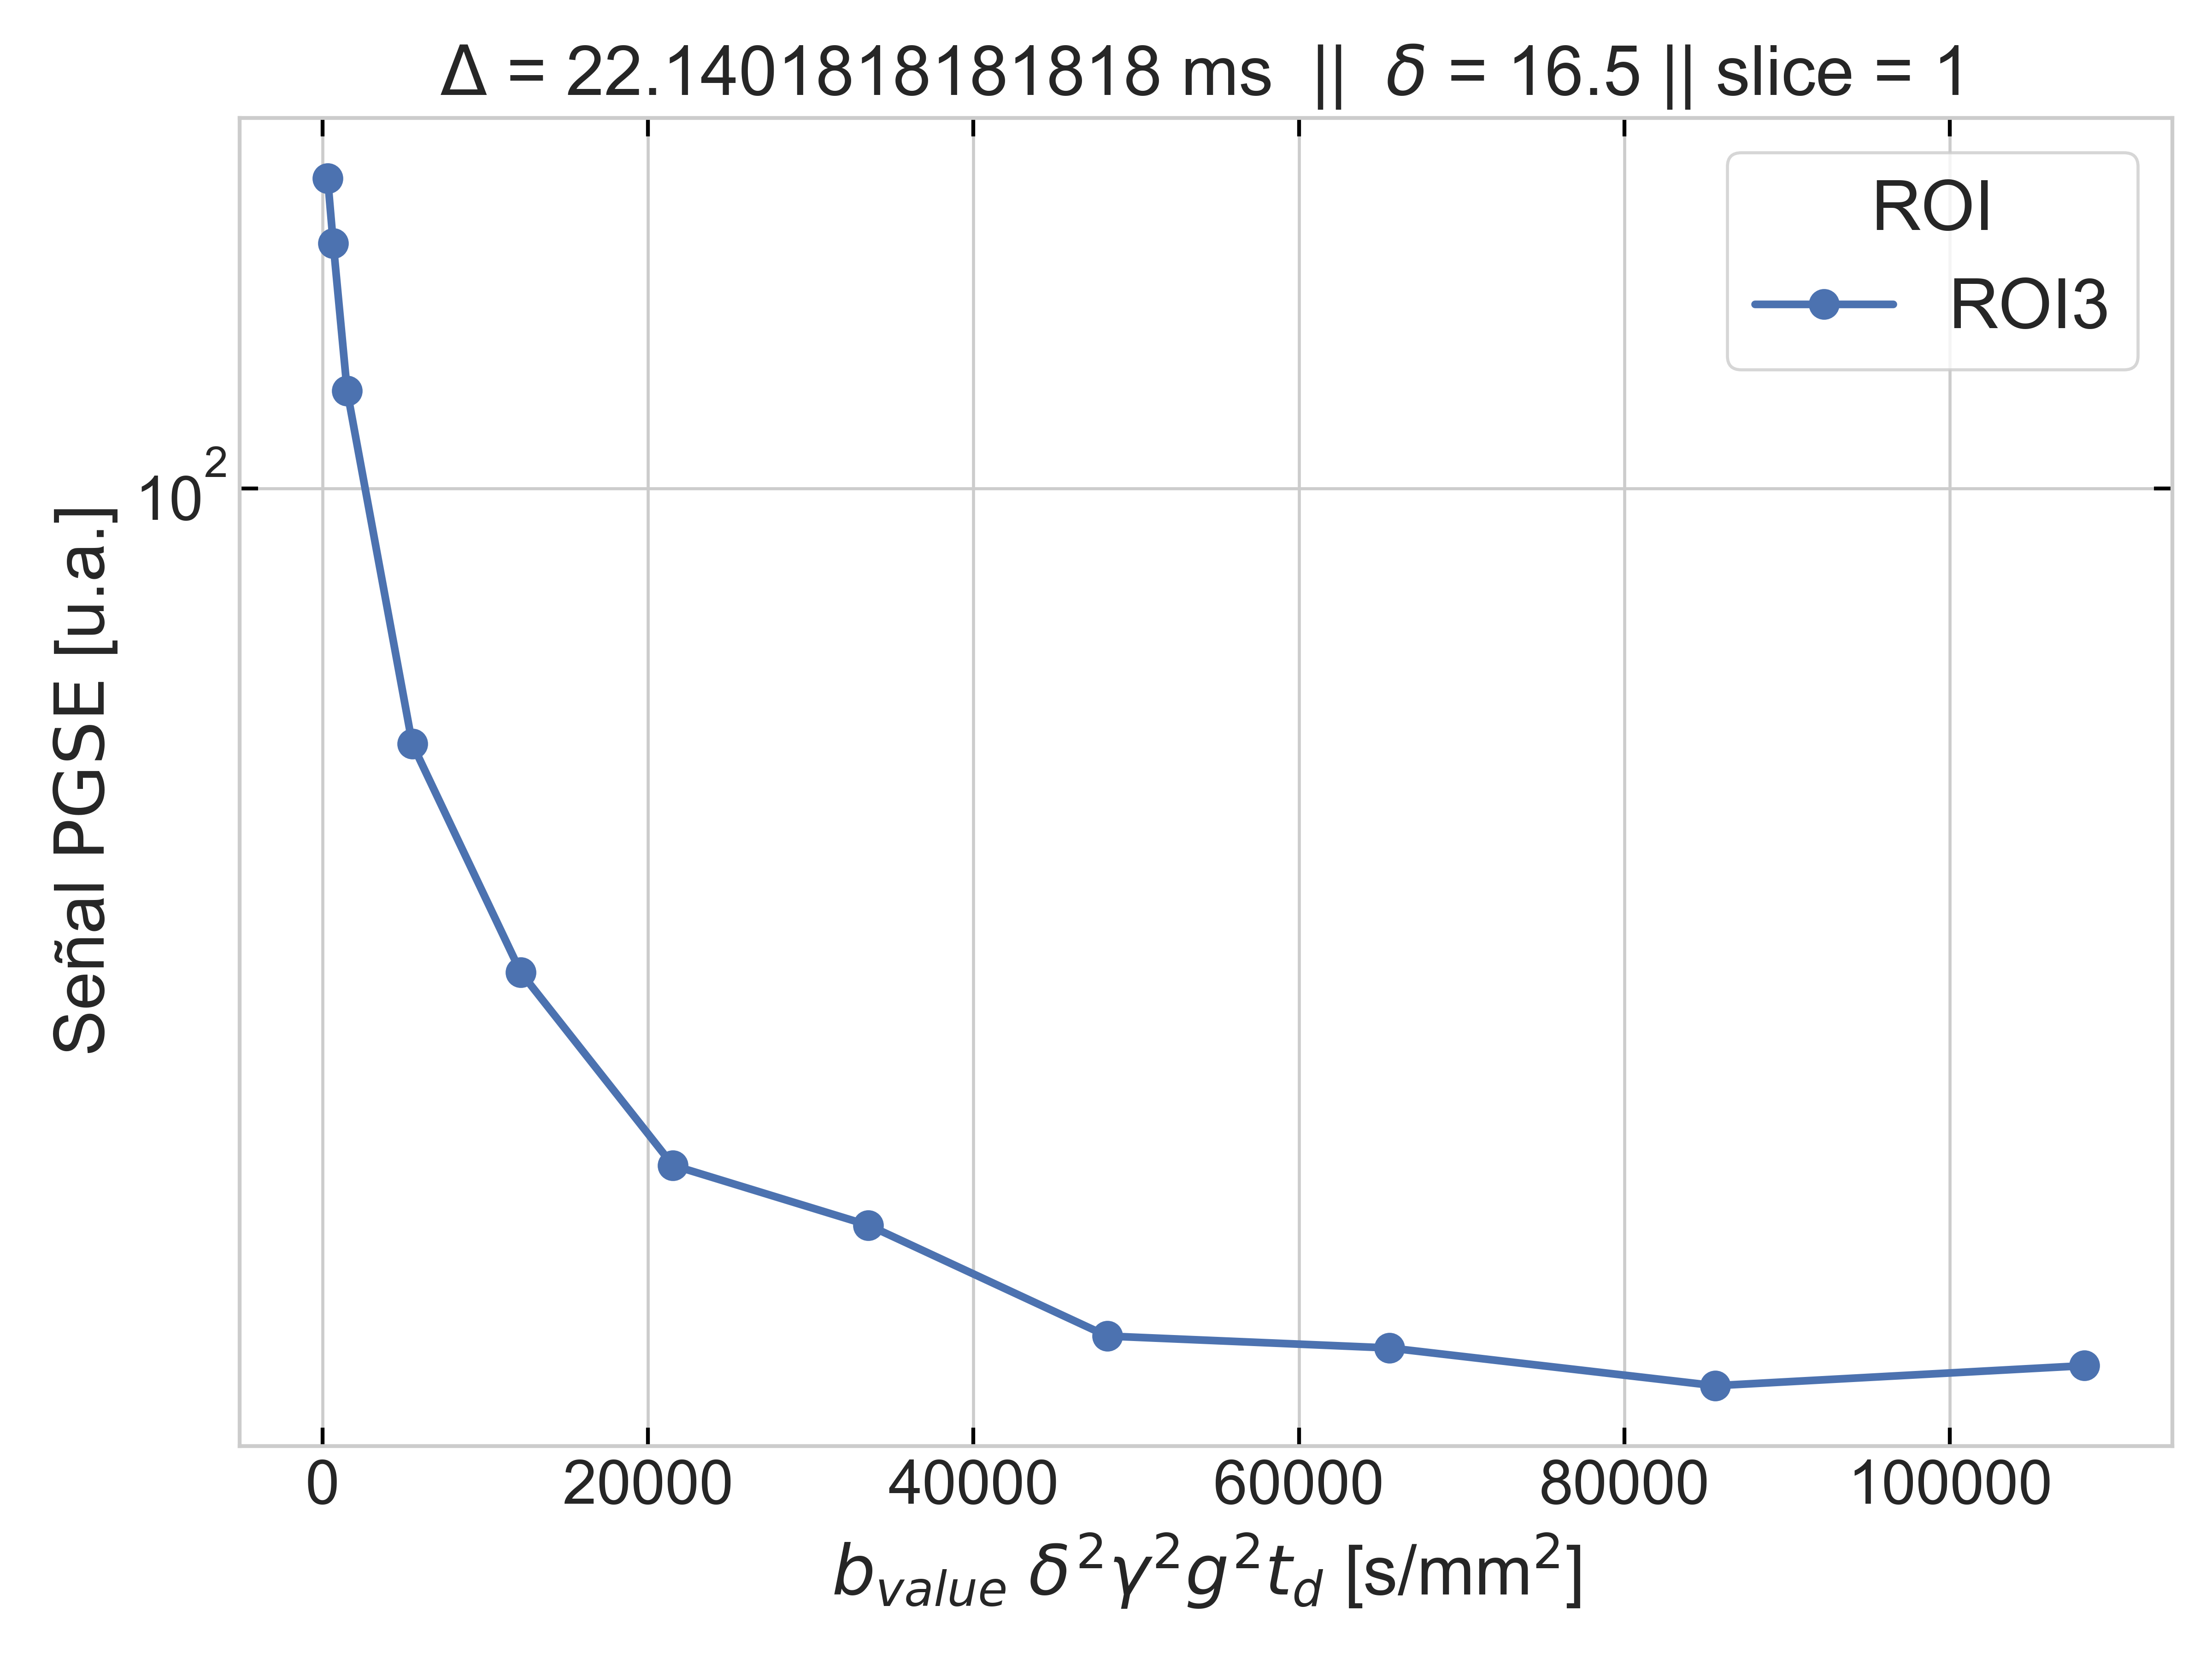 Δ = 22.140181818181818 ms || δ = 16.5 || slice = 1
ROI
ROI3
10²
Señal PGSE [u.a.]
0 20000 40000 60000 80000 100000
b_value δ²γ²g²t_d [s/mm²]